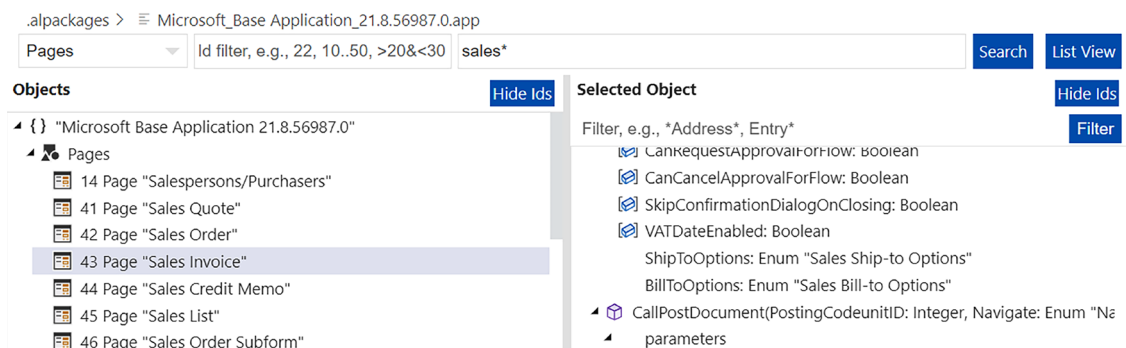 .alpackages > Microsoft_Base Application_21.8.56987.0.app
Pages Id filter, e.g., 22, 10..50, >20&<30 sales* Search List View
Objects Hide Ids
{ } "Microsoft Base Application 21.8.56987.0"
Pages
14 Page "Salespersons/Purchasers"
41 Page "Sales Quote"
42 Page "Sales Order"
43 Page "Sales Invoice"
44 Page "Sales Credit Memo"
45 Page "Sales List"
46 Page "Sales Order Subform"
Selected Object Hide Ids
Filter, e.g., *Address*, Entry* Filter
CanRequestApprovalForFlow: Boolean
CanCancelApprovalForFlow: Boolean
SkipConfirmationDialogOnClosing: Boolean
VATDateEnabled: Boolean
ShipToOptions: Enum "Sales Ship-to Options"
BillToOptions: Enum "Sales Bill-to Options"
CallPostDocument(PostingCodeunitID: Integer, Navigate: Enum "Na
parameters